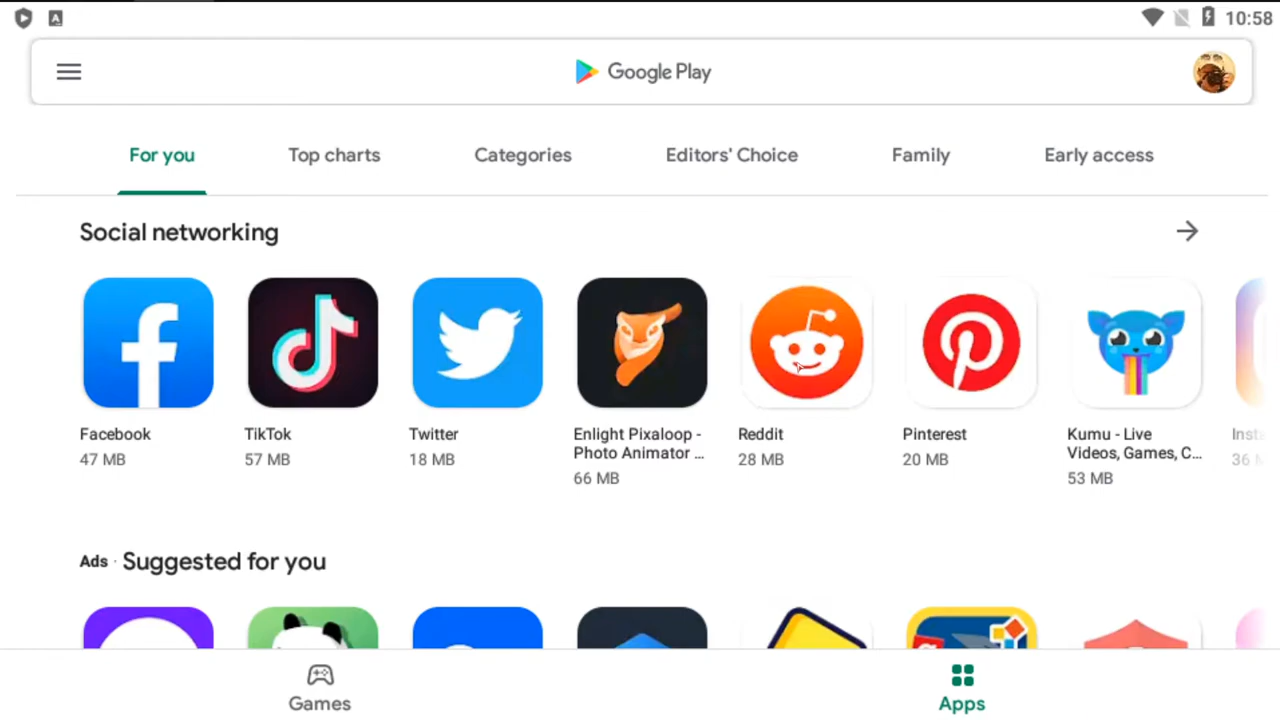 10:58
Google Play
For you
Top charts
Categories
Editors' Choice
Family
Early access
Social networking
Facebook
47 MB
TikTok
57 MB
Twitter
18 MB
Enlight Pixaloop -
Photo Animator ...
66 MB
Reddit
28 MB
Pinterest
20 MB
Kumu - Live
Videos, Games, C...
53 MB
Inst
36 M
Ads · Suggested for you
Games
Apps